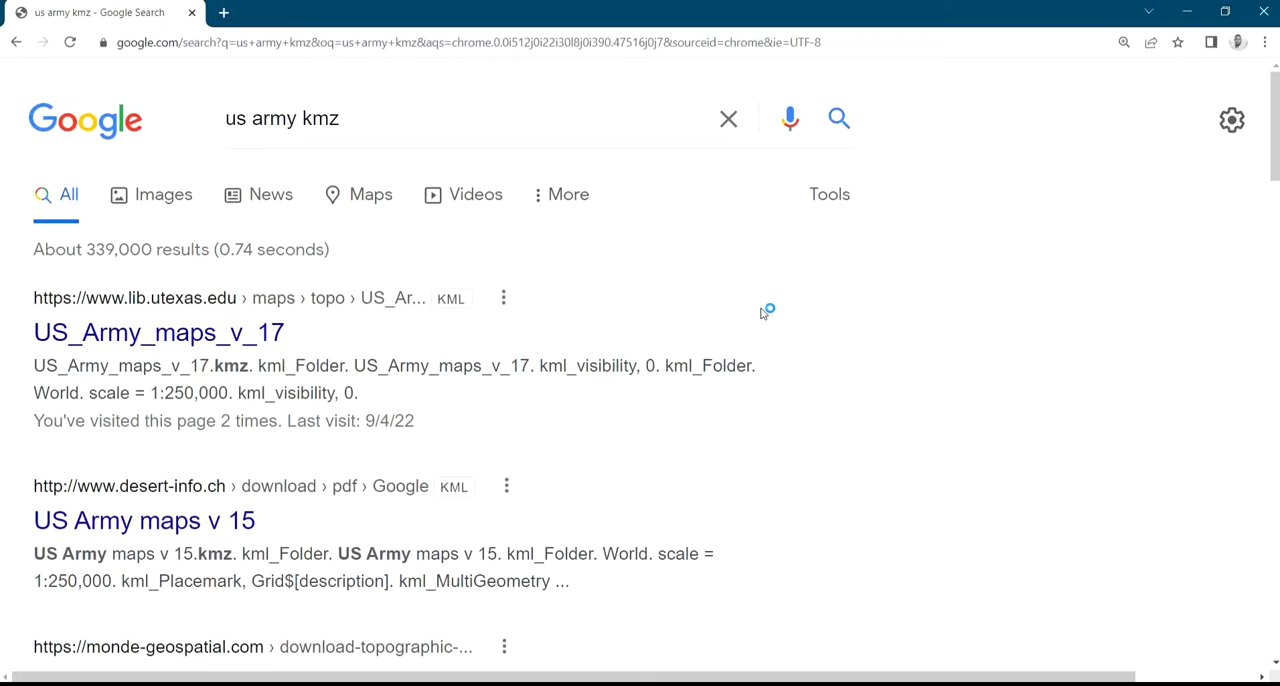 us army kmz - Google Search
google.com/search?q=us+army+kmz&oq=us+army+kmz&aqs=chrome.0.0i512j0i22i30l8j0i390.47516j0j7&sourceid=chrome&ie=UTF-8
Google us army kmz
All Images News Maps Videos More Tools
About 339,000 results (0.74 seconds)
https://www.lib.utexas.edu › maps › topo › US_Ar... KML
US_Army_maps_v_17
US_Army_maps_v_17.kmz. kml_Folder. US_Army_maps_v_17. kml_visibility, 0. kml_Folder.
World. scale = 1:250,000. kml_visibility, 0.
You've visited this page 2 times. Last visit: 9/4/22
http://www.desert-info.ch › download › pdf › Google KML
US Army maps v 15
US Army maps v 15.kmz. kml_Folder. US Army maps v 15. kml_Folder. World. scale =
1:250,000. kml_Placemark, Grid$[description]. kml_MultiGeometry ...
https://monde-geospatial.com › download-topographic-...